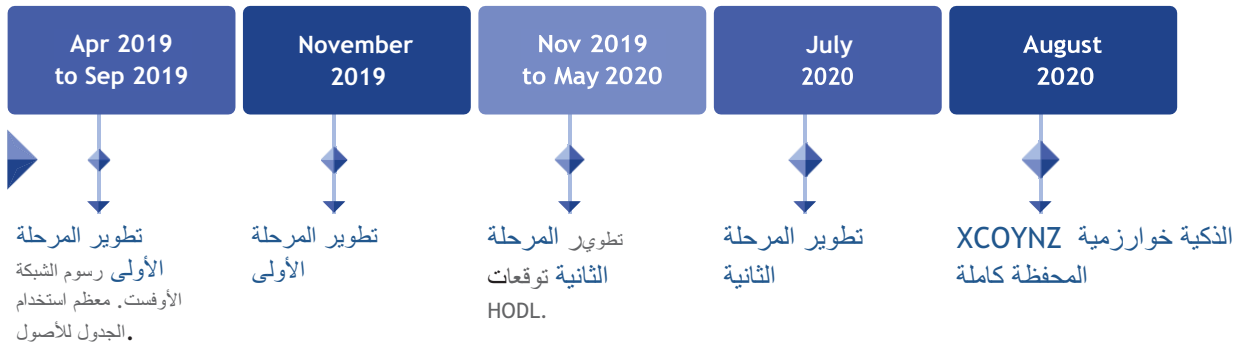 Apr 2019
to Sep 2019
November
2019
Nov 2019
to May 2020
July
2020
August
2020
تطوير المرحلة
الأولى رسوم الشبكة
الأوفست. معظم استخدام
الجدول للأصول.
تطوير المرحلة
الأولى
تطوير المرحلة
الثانية توقعات
HODL.
تطوير المرحلة
الثانية
الذكية خوارزمية XCOYNZ
المحفظة كاملة